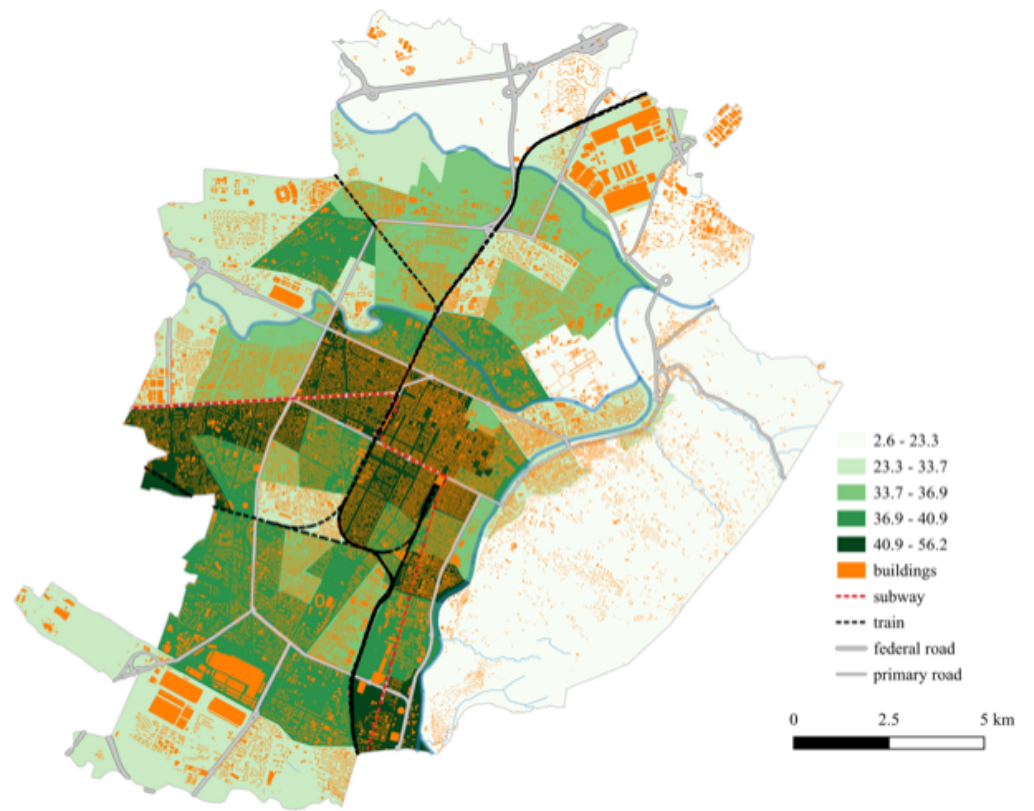 2.6 - 23.3
23.3 - 33.7
33.7 - 36.9
36.9 - 40.9
40.9 - 56.2
buildings
subway
train
federal road
primary road
0 2.5 5 km